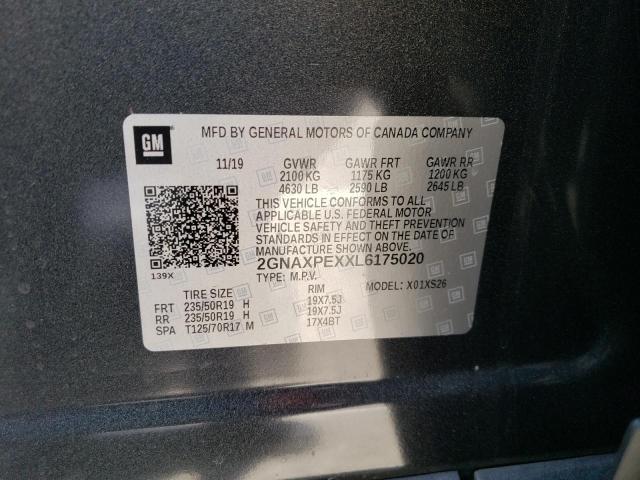 GM
MFD BY GENERAL MOTORS OF CANADA COMPANY
11/19 GVWR GAWR FRT GAWR RR
2100 KG 1175 KG 1200 KG
4630 LB 2590 LB 2645 LB
THIS VEHICLE CONFORMS TO ALL
APPLICABLE U.S. FEDERAL MOTOR
VEHICLE SAFETY AND THEFT PREVENTION
STANDARDS IN EFFECT ON THE DATE OF
MANUFACTURE SHOWN ABOVE.
2GNAXPEXXL6175020
139X TYPE: M.P.V. MODEL: X01XS26
TIRE SIZE RIM
FRT 235/50R19 H 19X7.5J
RR 235/50R19 H 19X7.5J
SPA T125/70R17 M 17X4BT